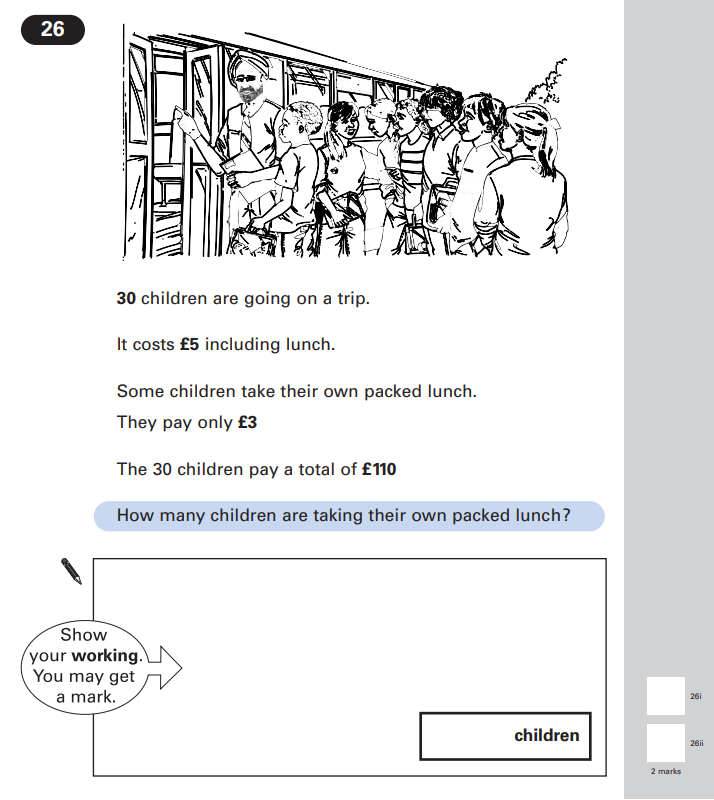 26
30 children are going on a trip.
It costs £5 including lunch.
Some children take their own packed lunch.
They pay only £3
The 30 children pay a total of £110
How many children are taking their own packed lunch?
Show
your working.
You may get
a mark.
children
26i
26ii
2 marks